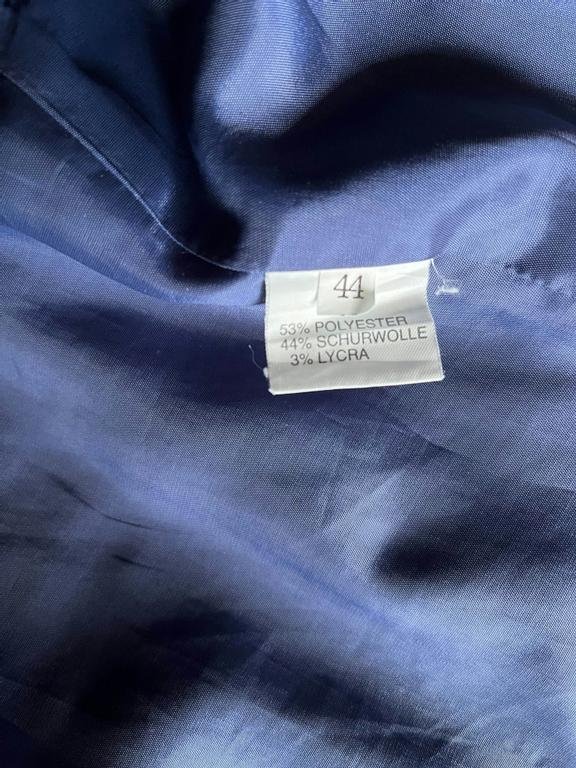 44
53% POLYESTER
44% SCHURWOLLE
3% LYCRA